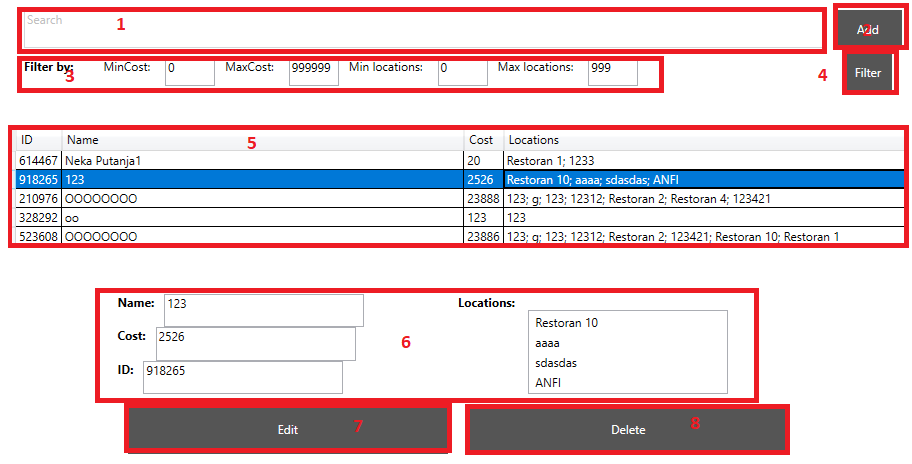 Search 1 Add 2
Filter by: 3 MinCost: 0 MaxCost: 999999 Min locations: 0 Max locations: 999 4 Filter
ID Name 5 Cost Locations
614467 Neka Putanja1 20 Restoran 1; 1233
918265 123 2526 Restoran 10; aaaa; sdasdas; ANFI
210976 OOOOOOOO 23888 123; g; 123; 12312; Restoran 2; Restoran 4; 123421
328292 oo 123 123
523608 OOOOOOOO 23886 123; g; 123; 12312; Restoran 2; 123421; Restoran 10; Restoran 1
Name: 123 Locations:
Restoran 10
Cost: 2526 6 aaaa
sdasdas
ID: 918265 ANFI
Edit 7 Delete 8